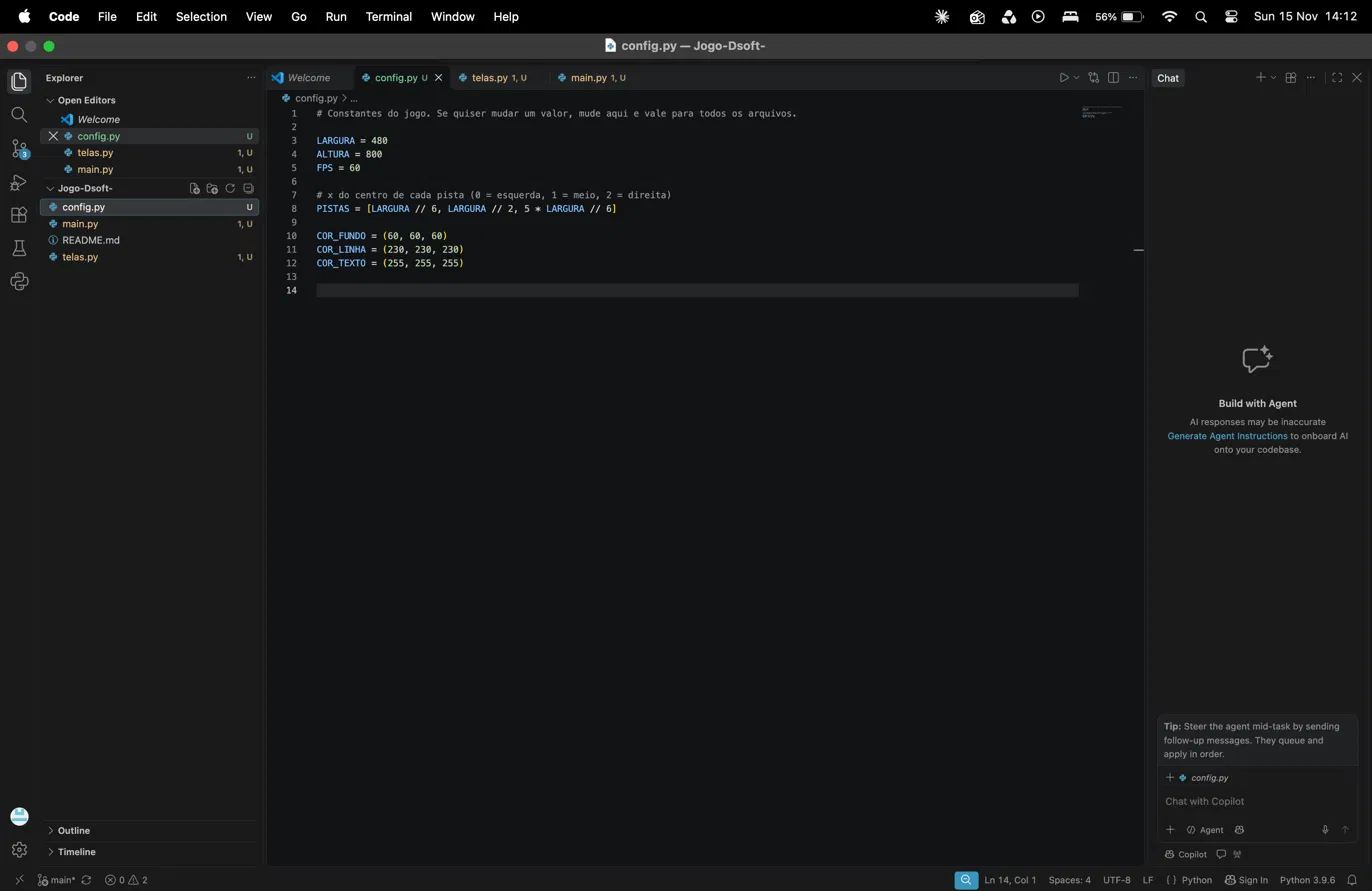 Code File Edit Selection View Go Run Terminal Window Help 56% Sun 15 Nov 14:12
config.py — Jogo-Dsoft-
Explorer
Open Editors
Welcome
config.py U
telas.py 1, U
main.py 1, U
Jogo-Dsoft-
config.py U
main.py 1, U
README.md
telas.py 1, U
3
Outline
Timeline
Welcome config.py U telas.py 1, U main.py 1, U
config.py > ...
1 # Constantes do jogo. Se quiser mudar um valor, mude aqui e vale para todos os arquivos.
2
3 LARGURA = 480
4 ALTURA = 800
5 FPS = 60
6
7 # x do centro de cada pista (0 = esquerda, 1 = meio, 2 = direita)
8 PISTAS = [LARGURA // 6, LARGURA // 2, 5 * LARGURA // 6]
9
10 COR_FUNDO = (60, 60, 60)
11 COR_LINHA = (230, 230, 230)
12 COR_TEXTO = (255, 255, 255)
13
14
Chat
Build with Agent
AI responses may be inaccurate
Generate Agent Instructions to onboard AI
onto your codebase.
Tip: Steer the agent mid-task by sending
follow-up messages. They queue and
apply in order.
config.py
Chat with Copilot
Agent
Copilot
main* 0 2 Ln 14, Col 1 Spaces: 4 UTF-8 LF { } Python Sign In Python 3.9.6